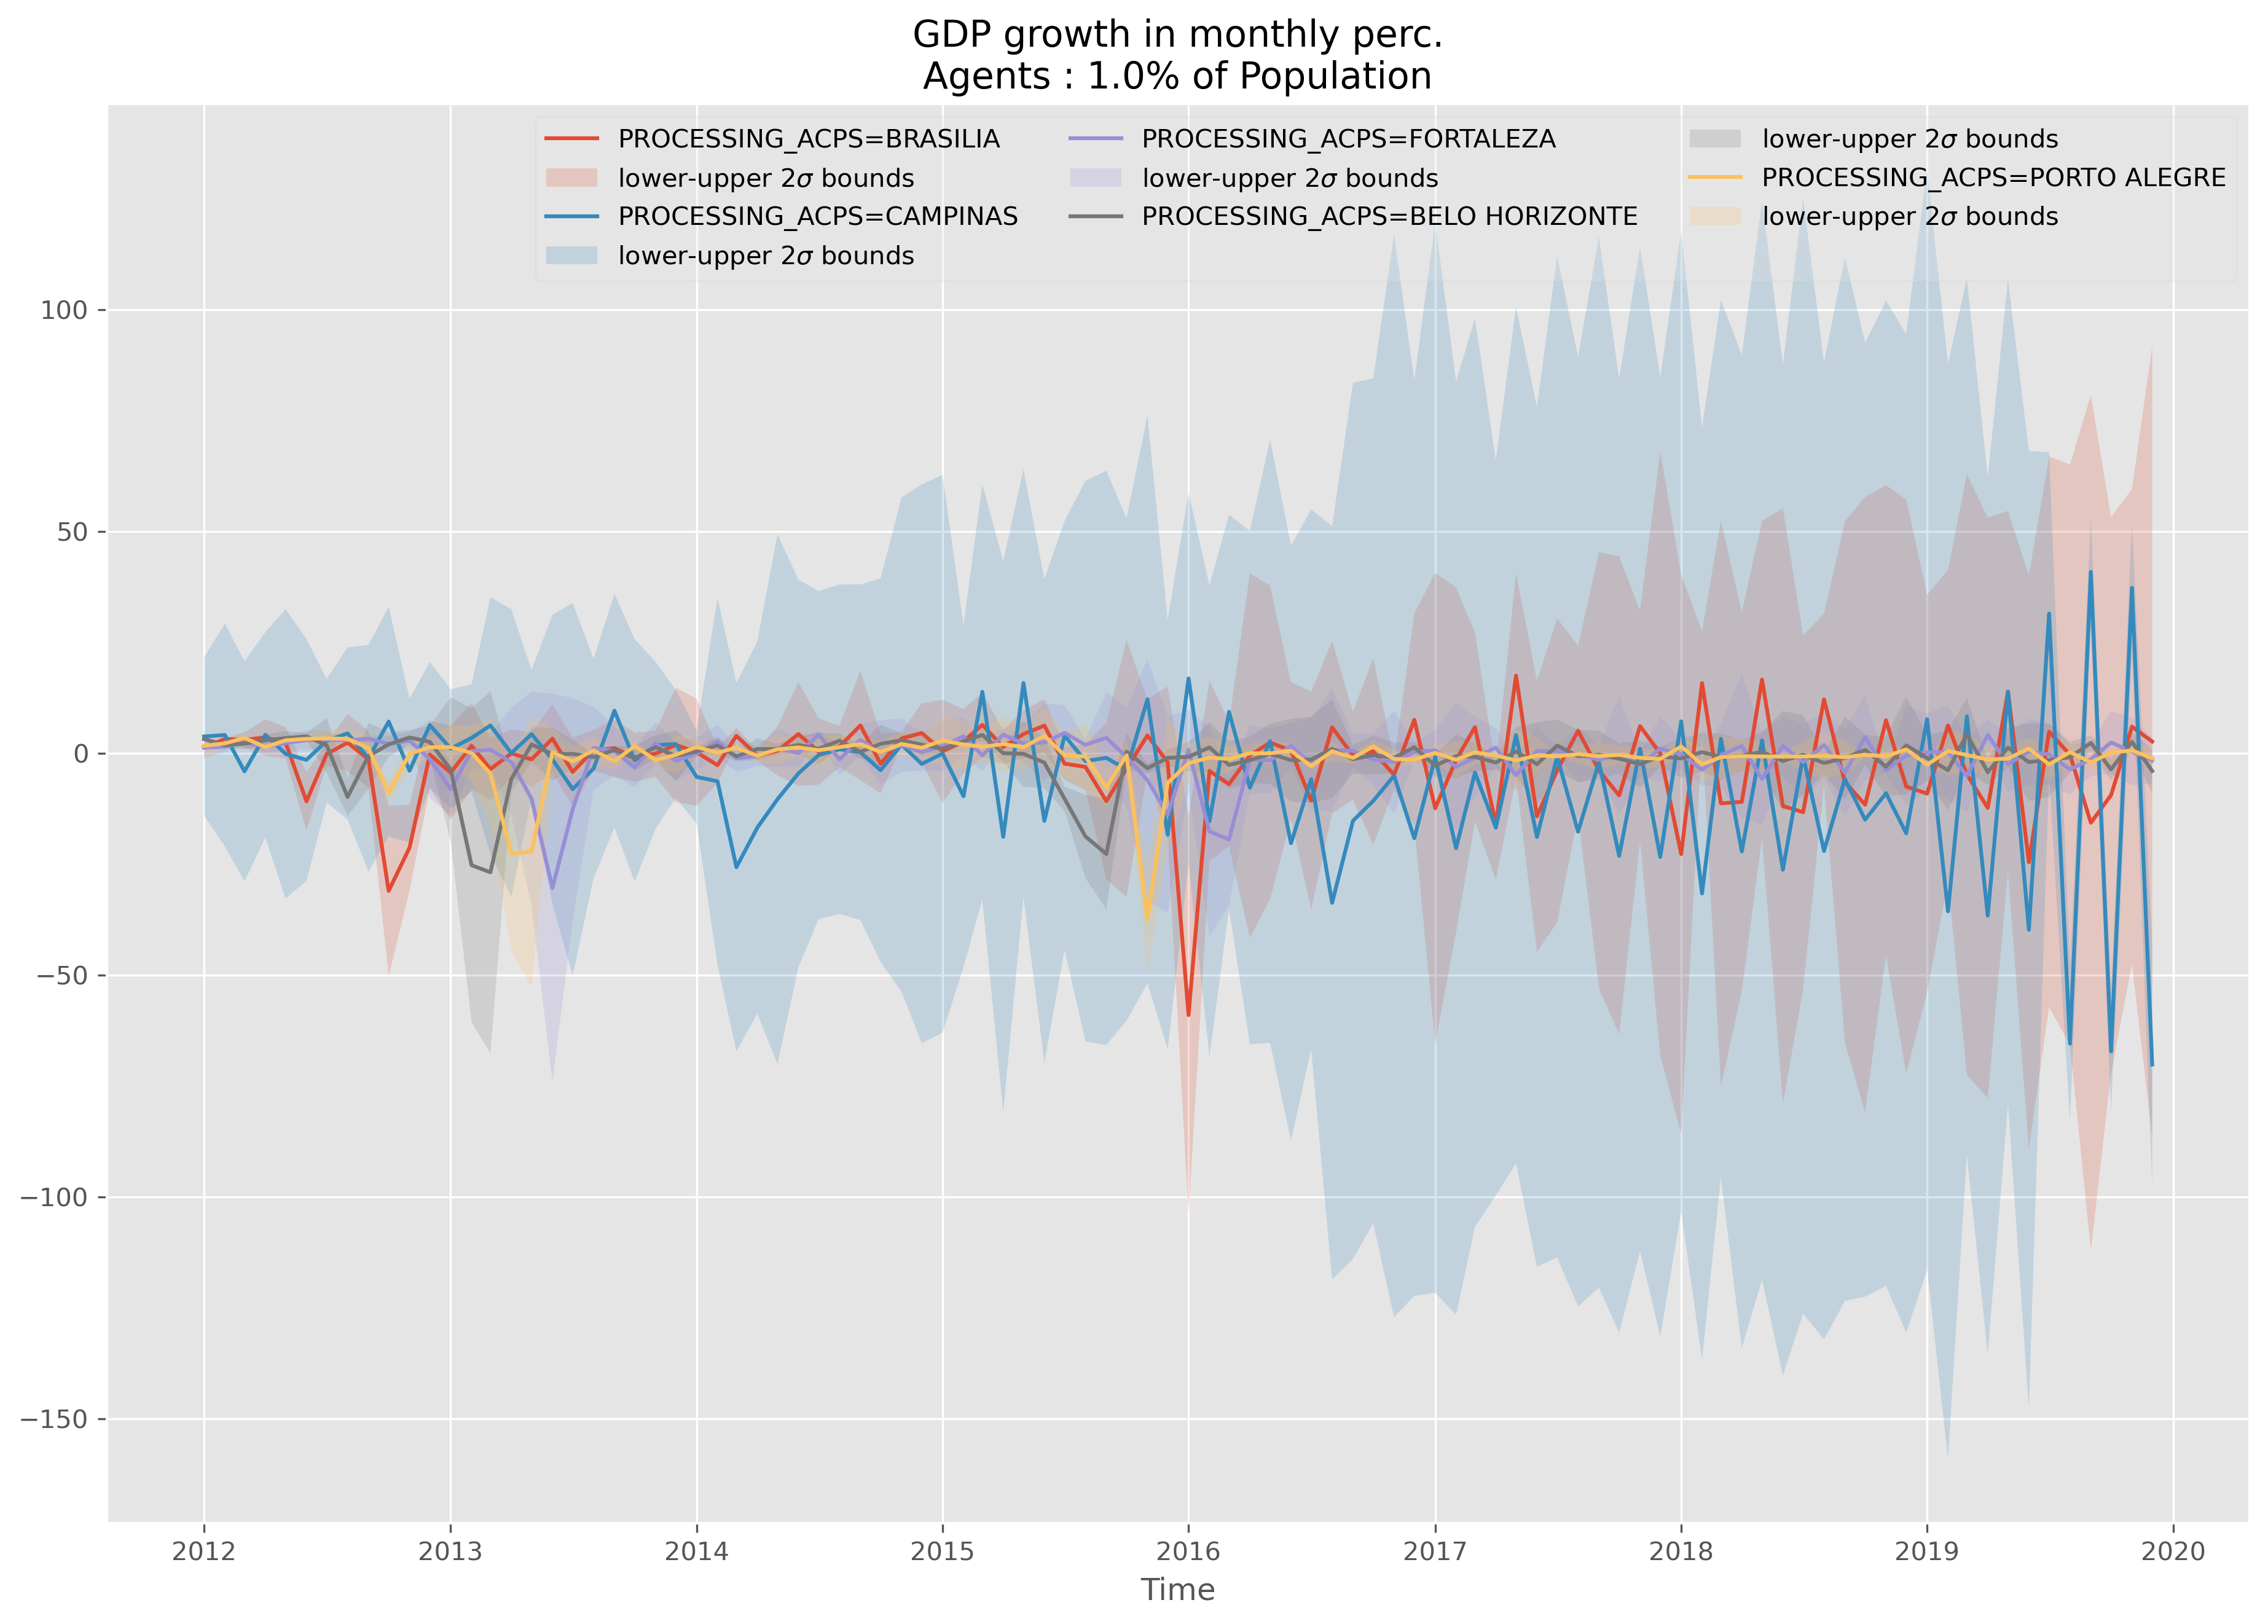 GDP growth in monthly perc.
Agents : 1.0% of Population
PROCESSING_ACPS=BRASILIA
lower-upper 2σ bounds
PROCESSING_ACPS=CAMPINAS
lower-upper 2σ bounds
PROCESSING_ACPS=FORTALEZA
lower-upper 2σ bounds
PROCESSING_ACPS=BELO HORIZONTE
lower-upper 2σ bounds
PROCESSING_ACPS=PORTO ALEGRE
lower-upper 2σ bounds
100
50
0
−50
−100
−150
2012 2013 2014 2015 2016 2017 2018 2019 2020
Time